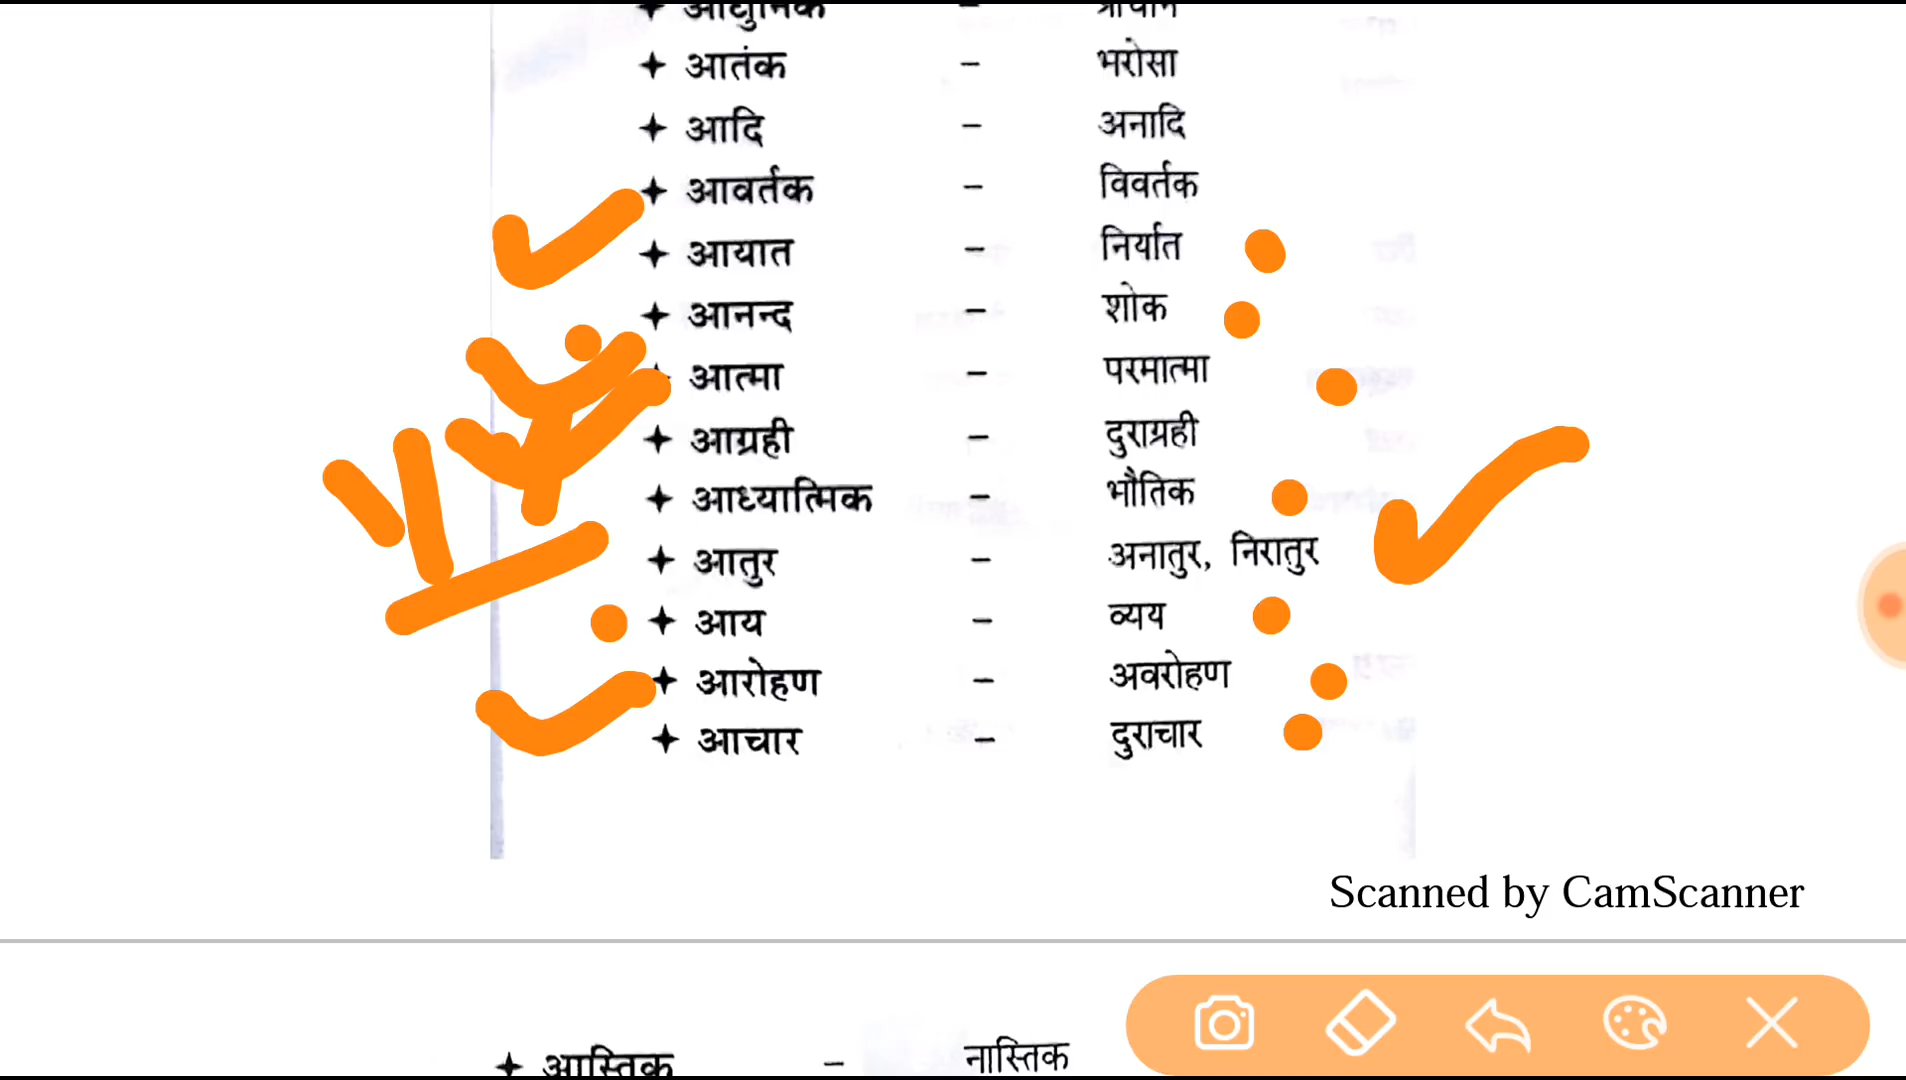 आधुनिक - प्राचीन
✦ आतंक - भरोसा
✦ आदि - अनादि
✦ आवर्तक - विवर्तक
✦ आयात - निर्यात
✦ आनन्द - शोक
✦ आत्मा - परमात्मा
✦ आग्रही - दुराग्रही
✦ आध्यात्मिक - भौतिक
✦ आतुर - अनातुर, निरातुर
✦ आय - व्यय
✦ आरोहण - अवरोहण
✦ आचार - दुराचार
Scanned by CamScanner
✦ आस्तिक - नास्तिक